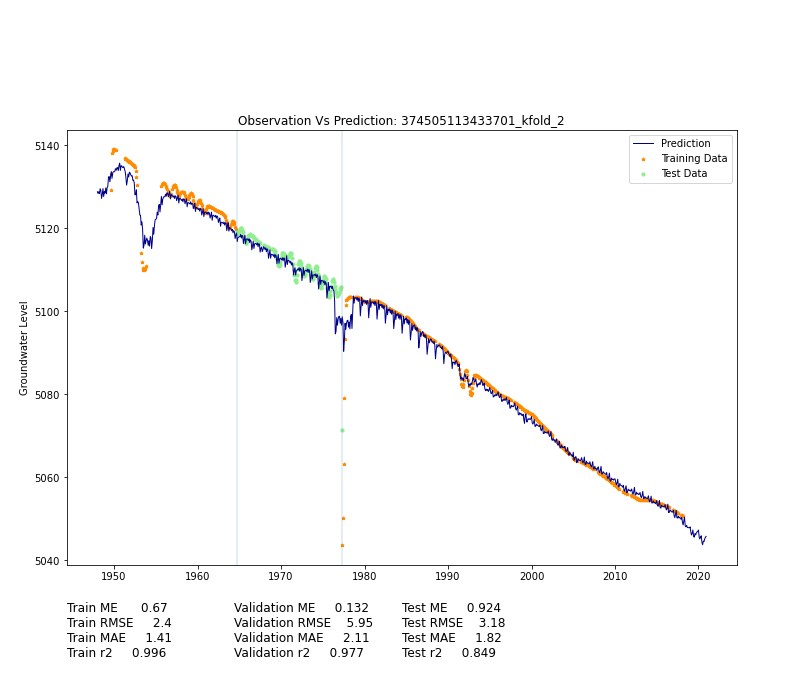 Observation Vs Prediction: 374505113433701_kfold_2
Prediction
Training Data
Test Data
Groundwater Level
5140
5120
5100
5080
5060
5040
1950 1960 1970 1980 1990 2000 2010 2020
Train ME 0.67 Validation ME 0.132 Test ME 0.924
Train RMSE 2.4 Validation RMSE 5.95 Test RMSE 3.18
Train MAE 1.41 Validation MAE 2.11 Test MAE 1.82
Train r2 0.996 Validation r2 0.977 Test r2 0.849